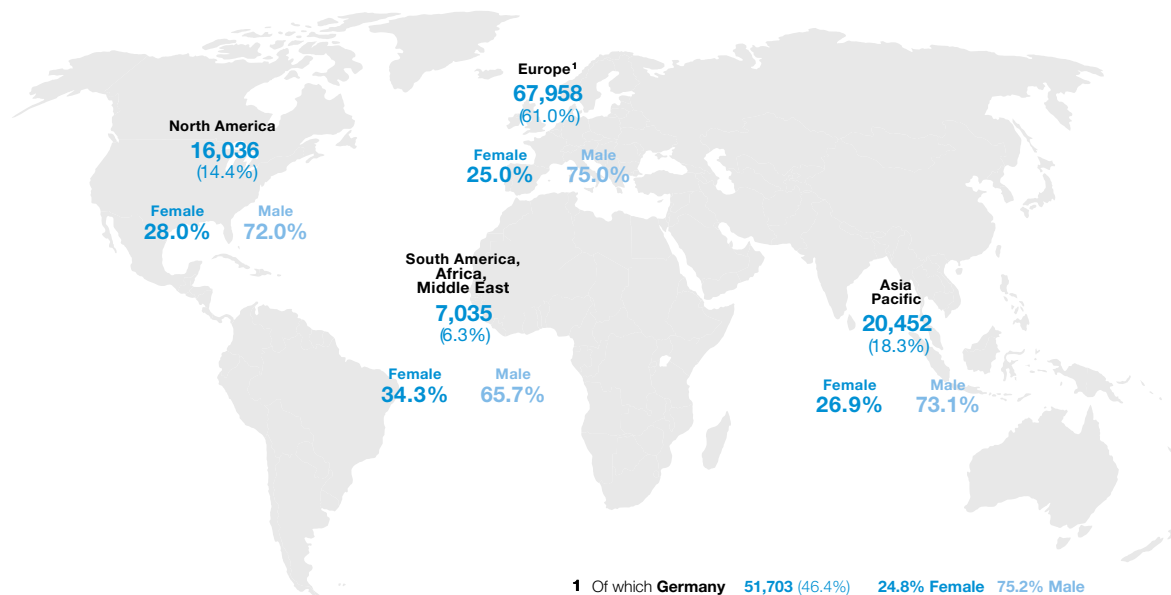 Europe¹
67,958
(61.0%)
Female Male
25.0% 75.0%
North America
16,036
(14.4%)
Female Male
28.0% 72.0%
South America,
Africa,
Middle East
7,035
(6.3%)
Female Male
34.3% 65.7%
Asia
Pacific
20,452
(18.3%)
Female Male
26.9% 73.1%
1 Of which Germany 51,703 (46.4%) 24.8% Female 75.2% Male